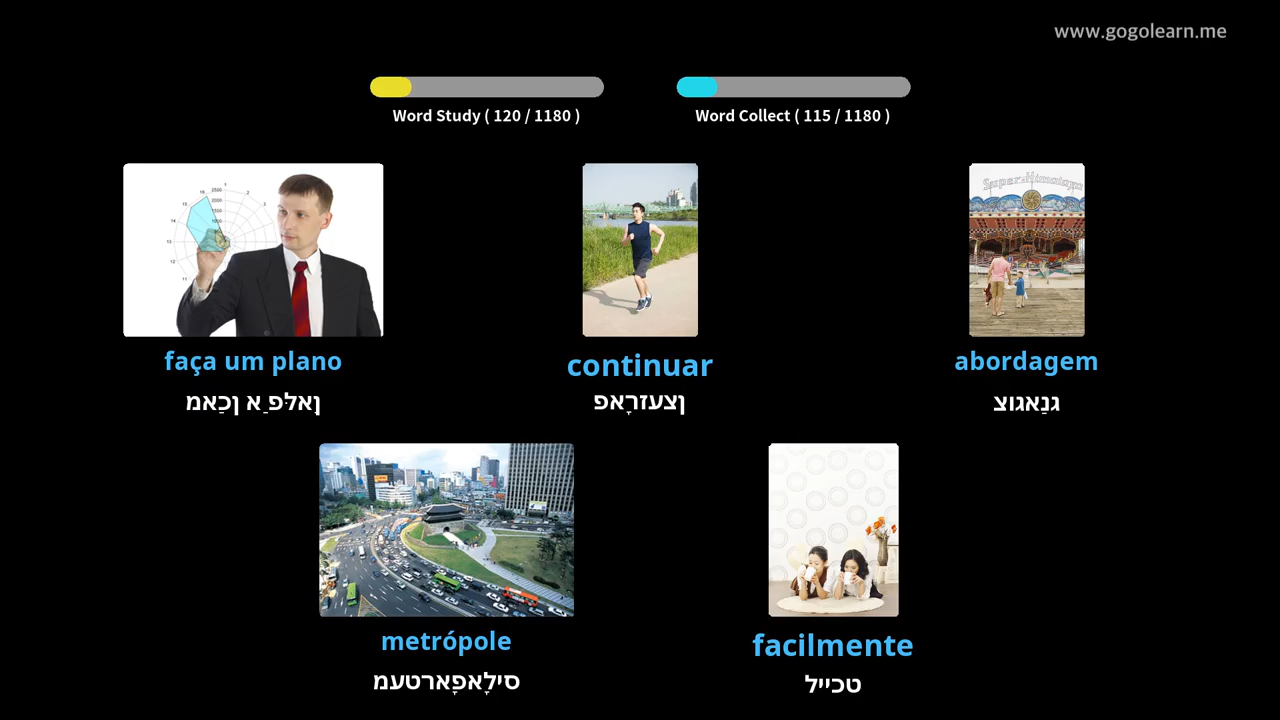 www.gogolearn.me
Word Study ( 120 / 1180 )
Word Collect ( 115 / 1180 )
faça um plano
מאַכן אַ פּלאָן
continuar
פאָרזעצן
abordagem
צוגאַנג
metrópole
מעטראָפּאָליס
facilmente
לייכט